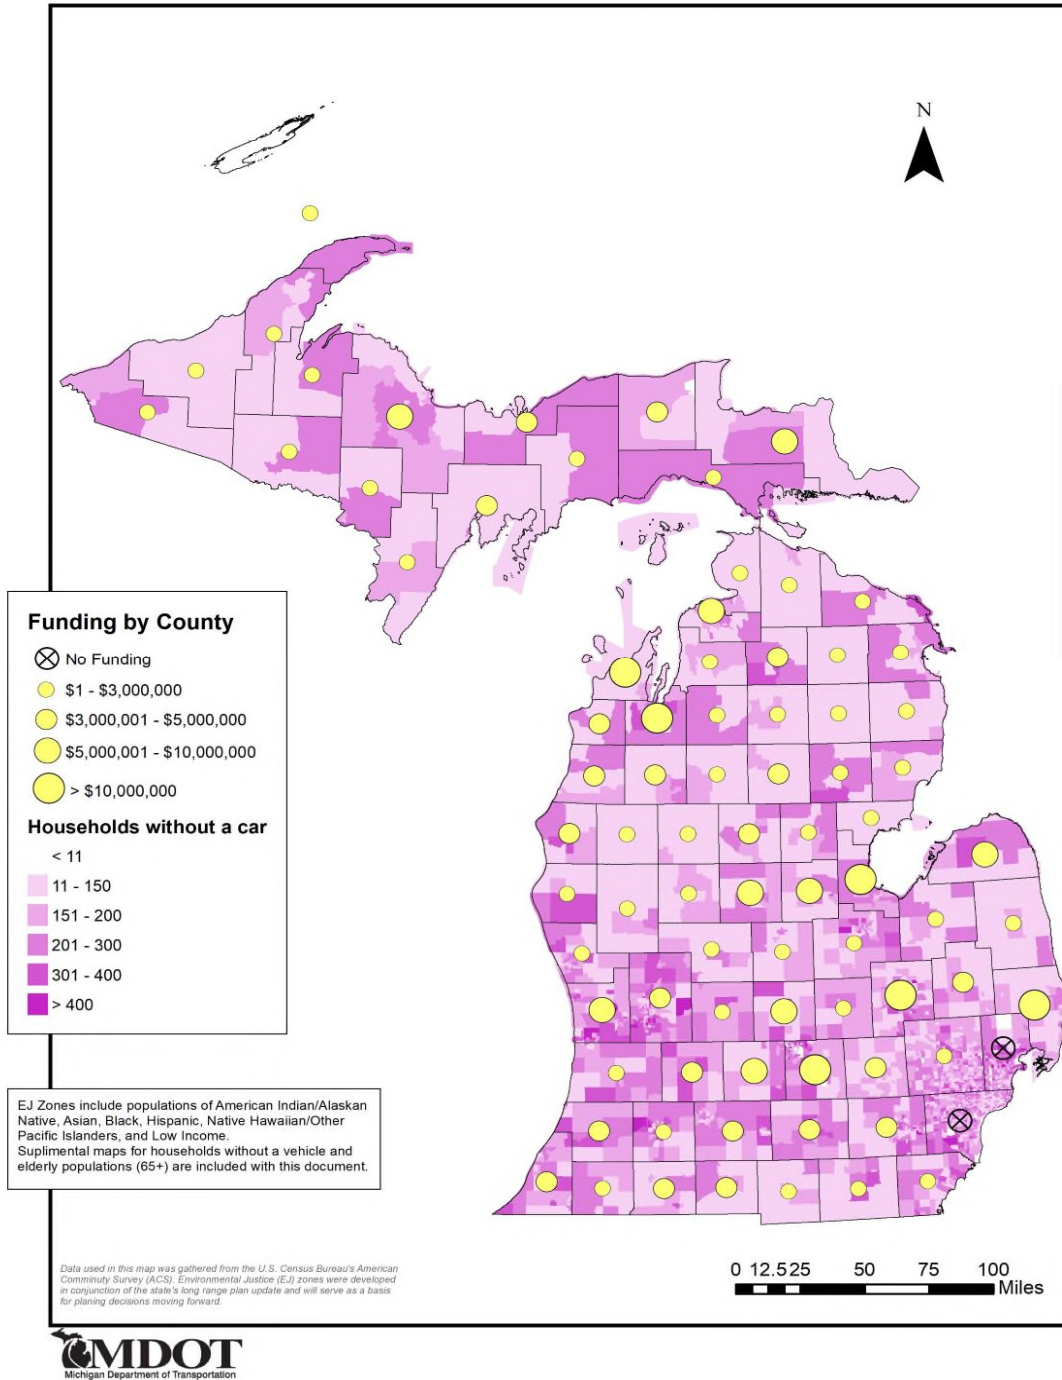 N
Funding by County
No Funding
$1 - $3,000,000
$3,000,001 - $5,000,000
$5,000,001 - $10,000,000
> $10,000,000
Households without a car
< 11
11 - 150
151 - 200
201 - 300
301 - 400
> 400
EJ Zones include populations of American Indian/Alaskan
Native, Asian, Black, Hispanic, Native Hawaiian/Other
Pacific Islanders, and Low Income.
Suplimental maps for households without a vehicle and
elderly populations (65+) are included with this document.
Data used in this map was gathered from the U.S. Census Bureau's American
Comminuty Survey (ACS). Environmental Justice (EJ) zones were developed
in conjunction of the state's long range plan update and will serve as a basis
for planing decisions moving forward.
0 12.5 25 50 75 100
Miles
MDOT
Michigan Department of Transportation